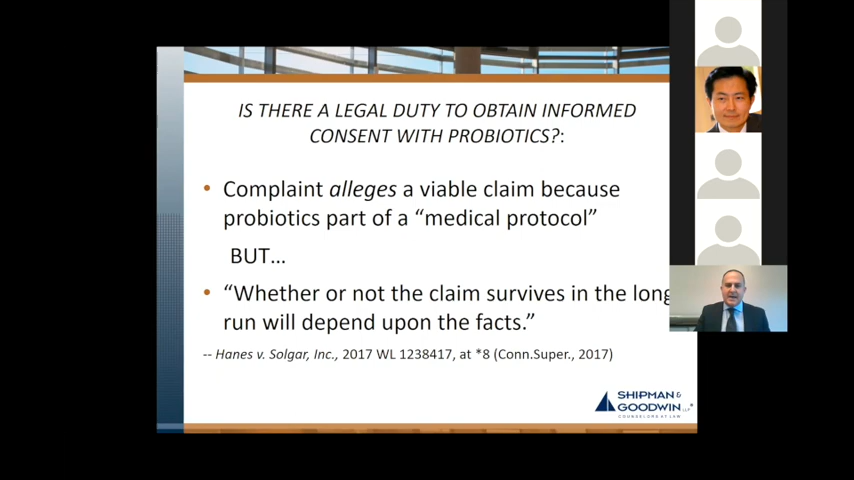 IS THERE A LEGAL DUTY TO OBTAIN INFORMED
CONSENT WITH PROBIOTICS?:
• Complaint alleges a viable claim because
probiotics part of a “medical protocol”
BUT…
• “Whether or not the claim survives in the long
run will depend upon the facts.”
-- Hanes v. Solgar, Inc., 2017 WL 1238417, at *8 (Conn.Super., 2017)
SHIPMAN &
GOODWIN LLP®
COUNSELORS AT LAW